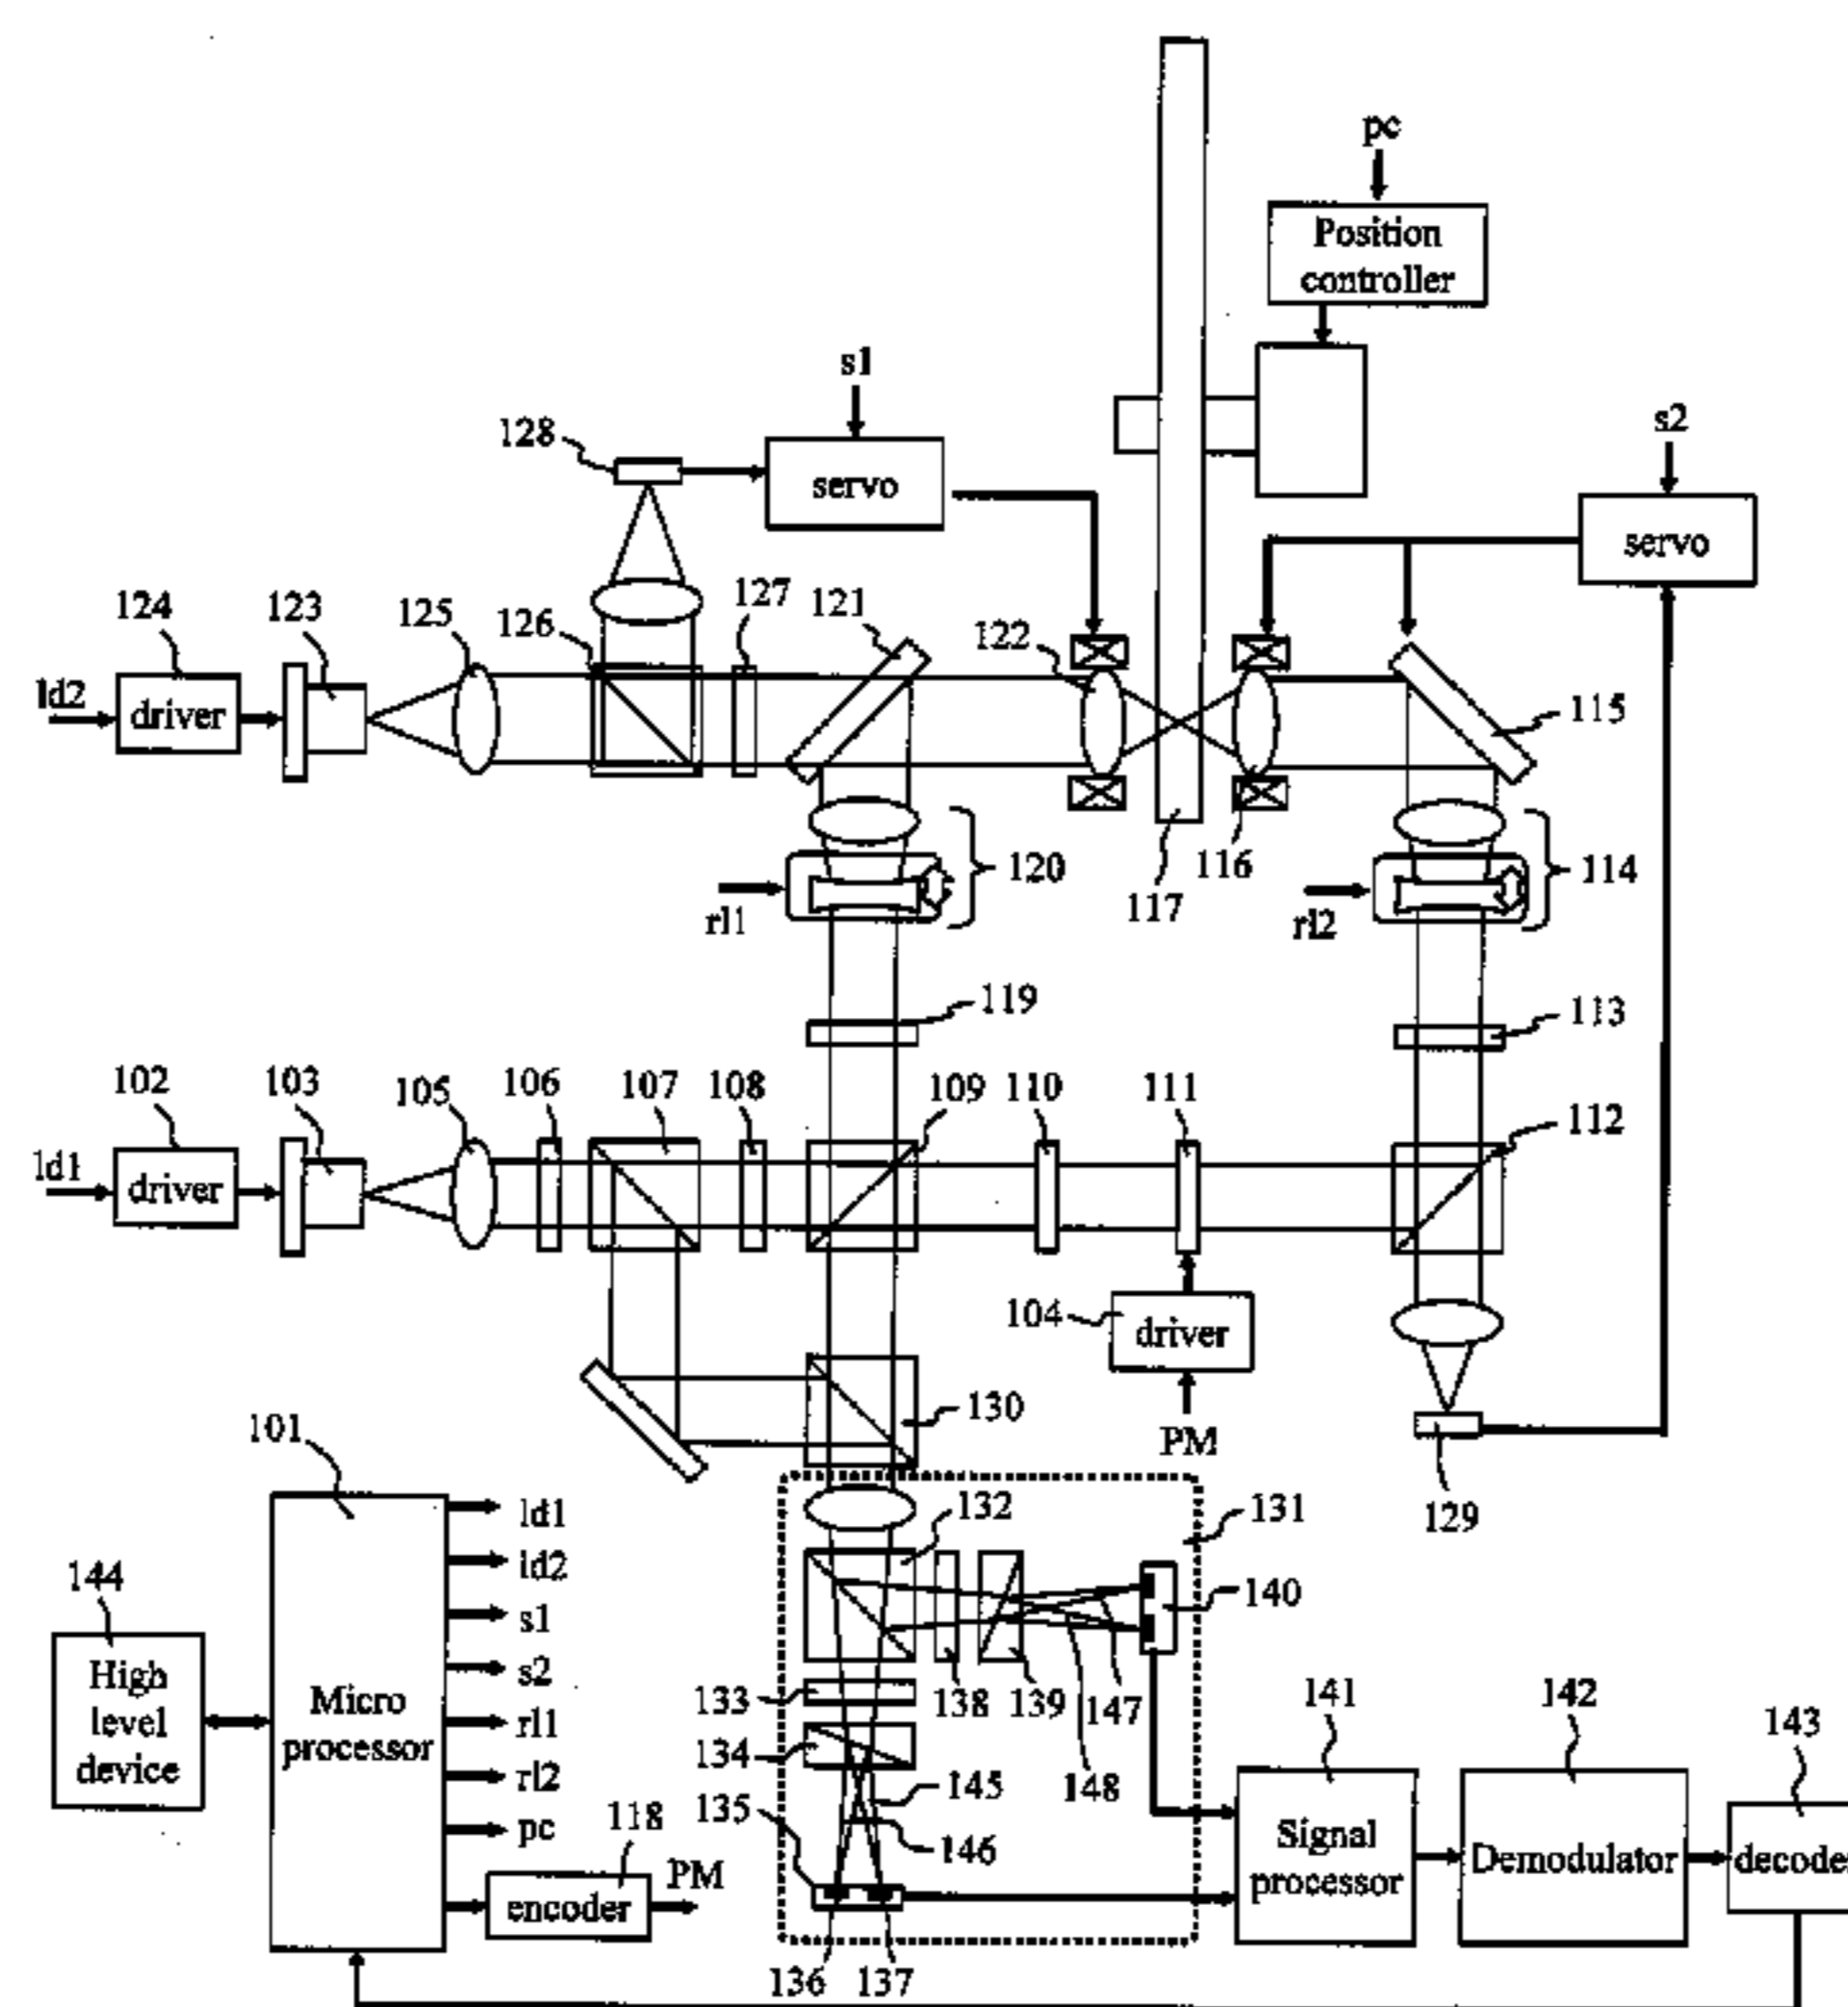 pc
Position
controller
s1
s2
128
servo
servo
124
123
125
126
127
121
122
ld2
driver
115
120
116
114
117
rl1
rl2
119
113
102
103
105
106
107
108
109
110
111
112
ld1
driver
104
driver
130
PM
129
101
132
131
ld1
ld2
s1
s2
rl1
rl2
pc
144
High
level
device
Micro
processor
140
133
138
139
147
134
148
145
135
146
141
142
143
118
PM
encoder
Signal
processor
Demodulator
decoder
136
137